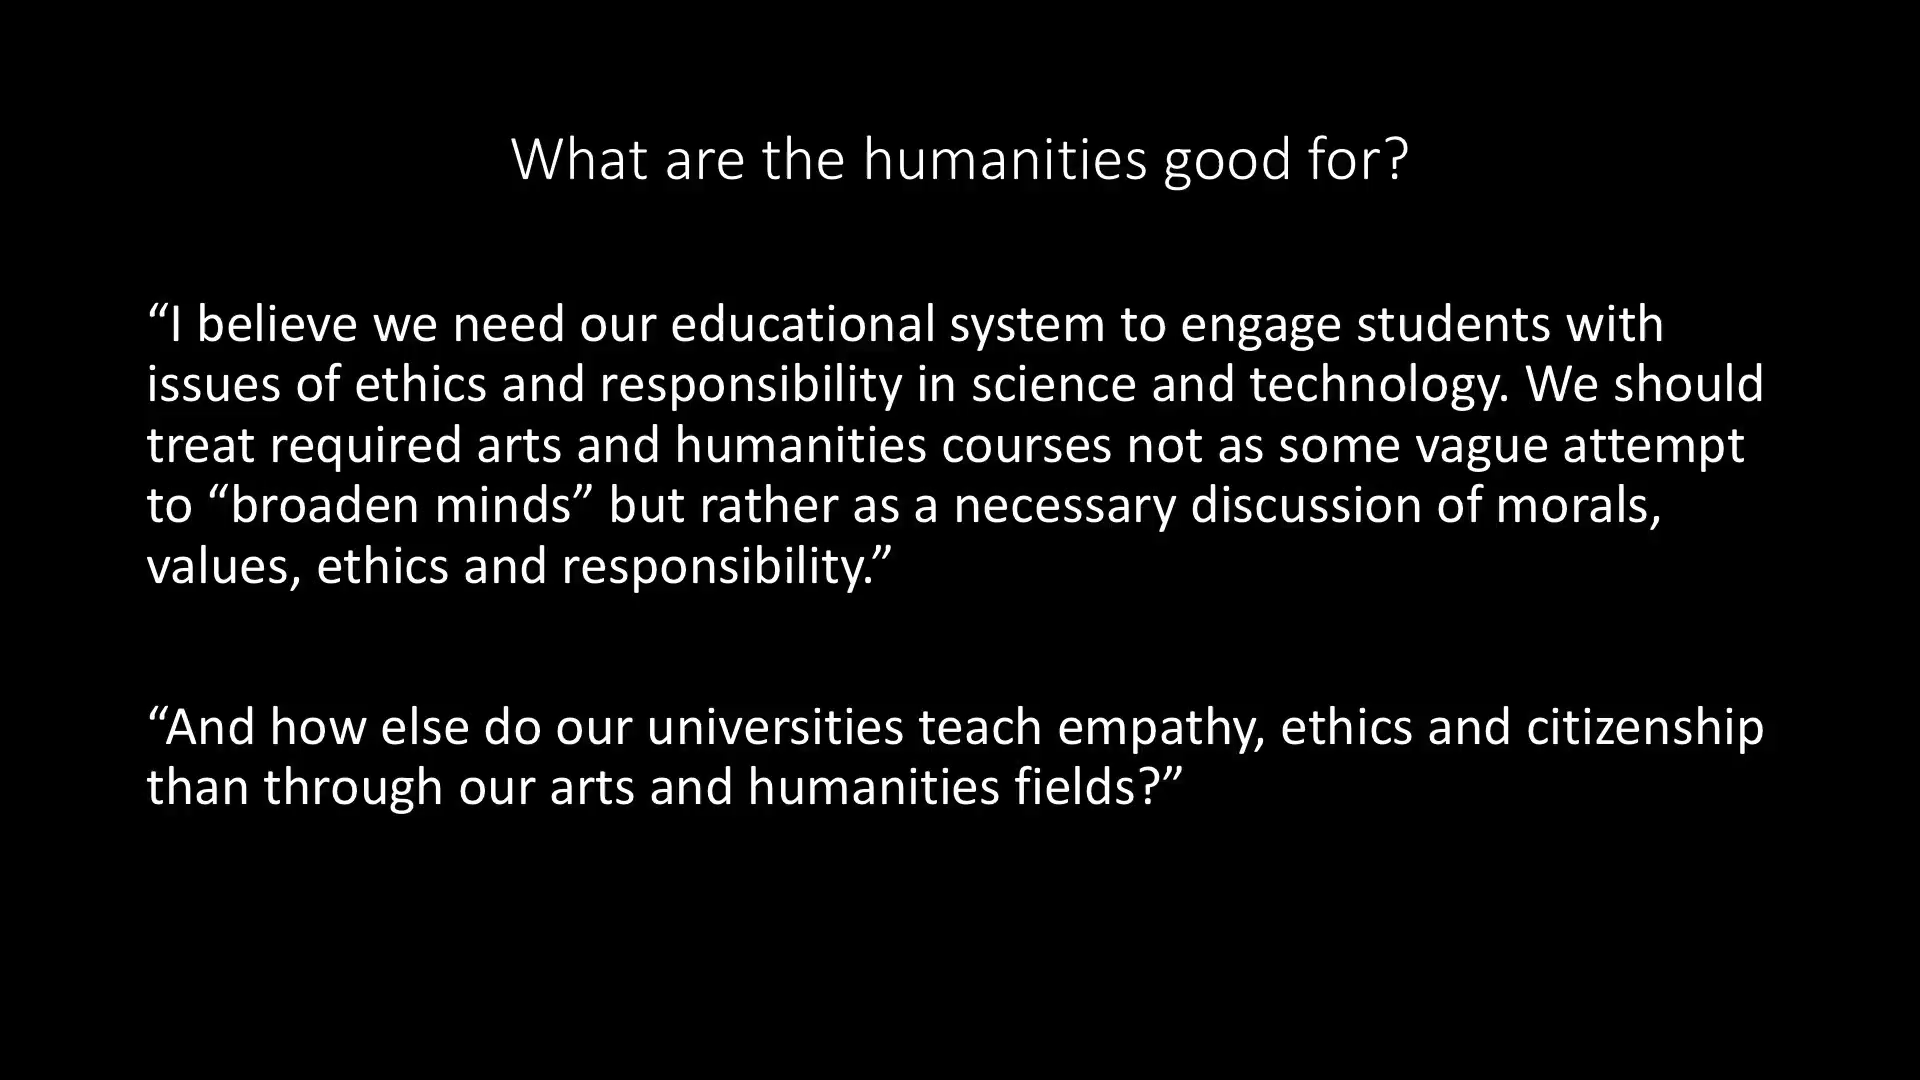 What are the humanities good for?
“I believe we need our educational system to engage students with
issues of ethics and responsibility in science and technology. We should
treat required arts and humanities courses not as some vague attempt
to “broaden minds” but rather as a necessary discussion of morals,
values, ethics and responsibility.”
“And how else do our universities teach empathy, ethics and citizenship
than through our arts and humanities fields?”